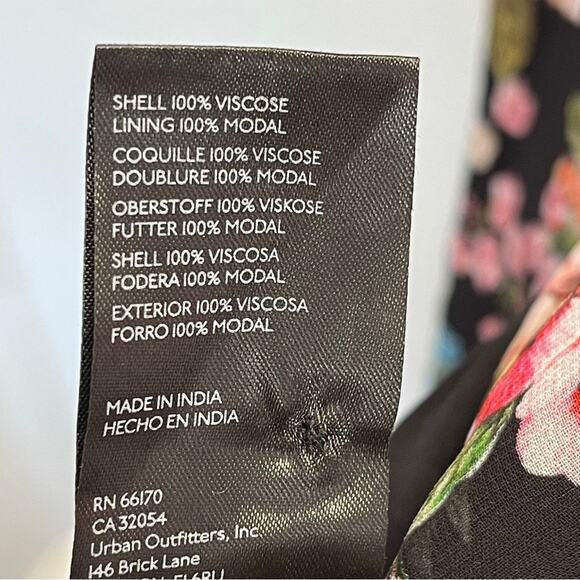 SHELL 100% VISCOSE
LINING 100% MODAL
COQUILLE 100% VISCOSE
DOUBLURE 100% MODAL
OBERSTOFF 100% VISKOSE
FUTTER 100% MODAL
SHELL 100% VISCOSA
FODERA 100% MODAL
EXTERIOR 100% VISCOSA
FORRO 100% MODAL
MADE IN INDIA
HECHO EN INDIA
RN 66170
CA 32054
Urban Outfitters, Inc.
146 Brick Lane